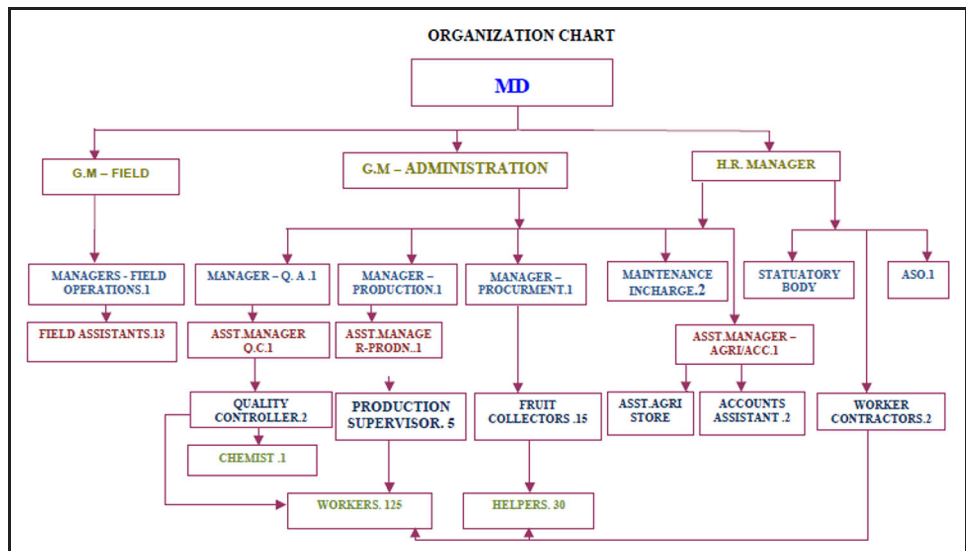 ORGANIZATION CHART
MD
G.M – FIELD
G.M – ADMINISTRATION
H.R. MANAGER
MANAGERS - FIELD
OPERATIONS.1
MANAGER – Q. A .1
MANAGER –
PRODUCTION.1
MANAGER –
PROCURMENT.1
MAINTENANCE
INCHARGE.2
STATUATORY
BODY
ASO.1
FIELD ASSISTANTS.13
ASST.MANAGER
Q.C.1
ASST.MANAGE
R-PRODN..1
ASST.MANAGER –
AGRI/ACC.1
QUALITY
CONTROLLER.2
PRODUCTION
SUPERVISOR. 5
FRUIT
COLLECTORS .15
ASST.AGRI
STORE
ACCOUNTS
ASSISTANT .2
WORKER
CONTRACTORS.2
CHEMIST .1
WORKERS. 125
HELPERS. 30